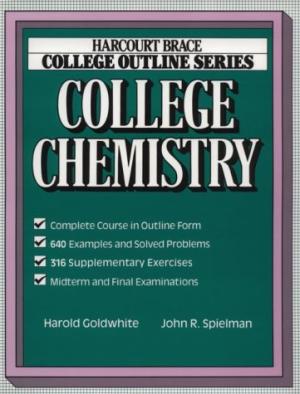 HARCOURT BRACE
COLLEGE OUTLINE SERIES
COLLEGE
CHEMISTRY
Complete Course in Outline Form
640 Examples and Solved Problems
316 Supplementary Exercises
Midterm and Final Examinations
Harold Goldwhite John R. Spielman